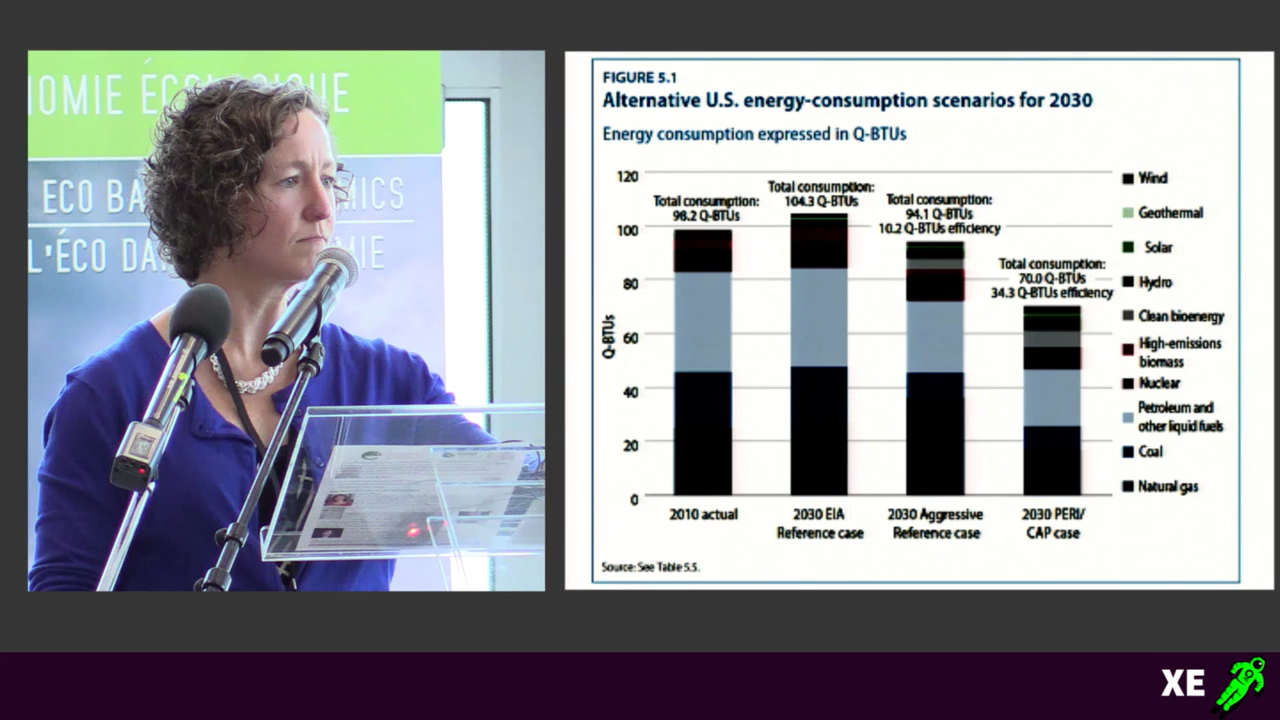 NOMIE ÉCOLOGIQUE
ECO BA
MICS
L'ÉCO DA
MIE
FIGURE 5.1
Alternative U.S. energy-consumption scenarios for 2030
Energy consumption expressed in Q-BTUs
120
100
80
60
40
20
0
Q-BTUs
Total consumption:
98.2 Q-BTUs
Total consumption:
104.3 Q-BTUs
Total consumption:
94.1 Q-BTUs
10.2 Q-BTUs efficiency
Total consumption:
70.0 Q-BTUs
34.3 Q-BTUs efficiency
Wind
Geothermal
Solar
Hydro
Clean bioenergy
High-emissions
biomass
Nuclear
Petroleum and
other liquid fuels
Coal
Natural gas
2010 actual
2030 EIA
Reference case
2030 Aggressive
Reference case
2030 PERI/
CAP case
Source: See Table 5.5.
XE